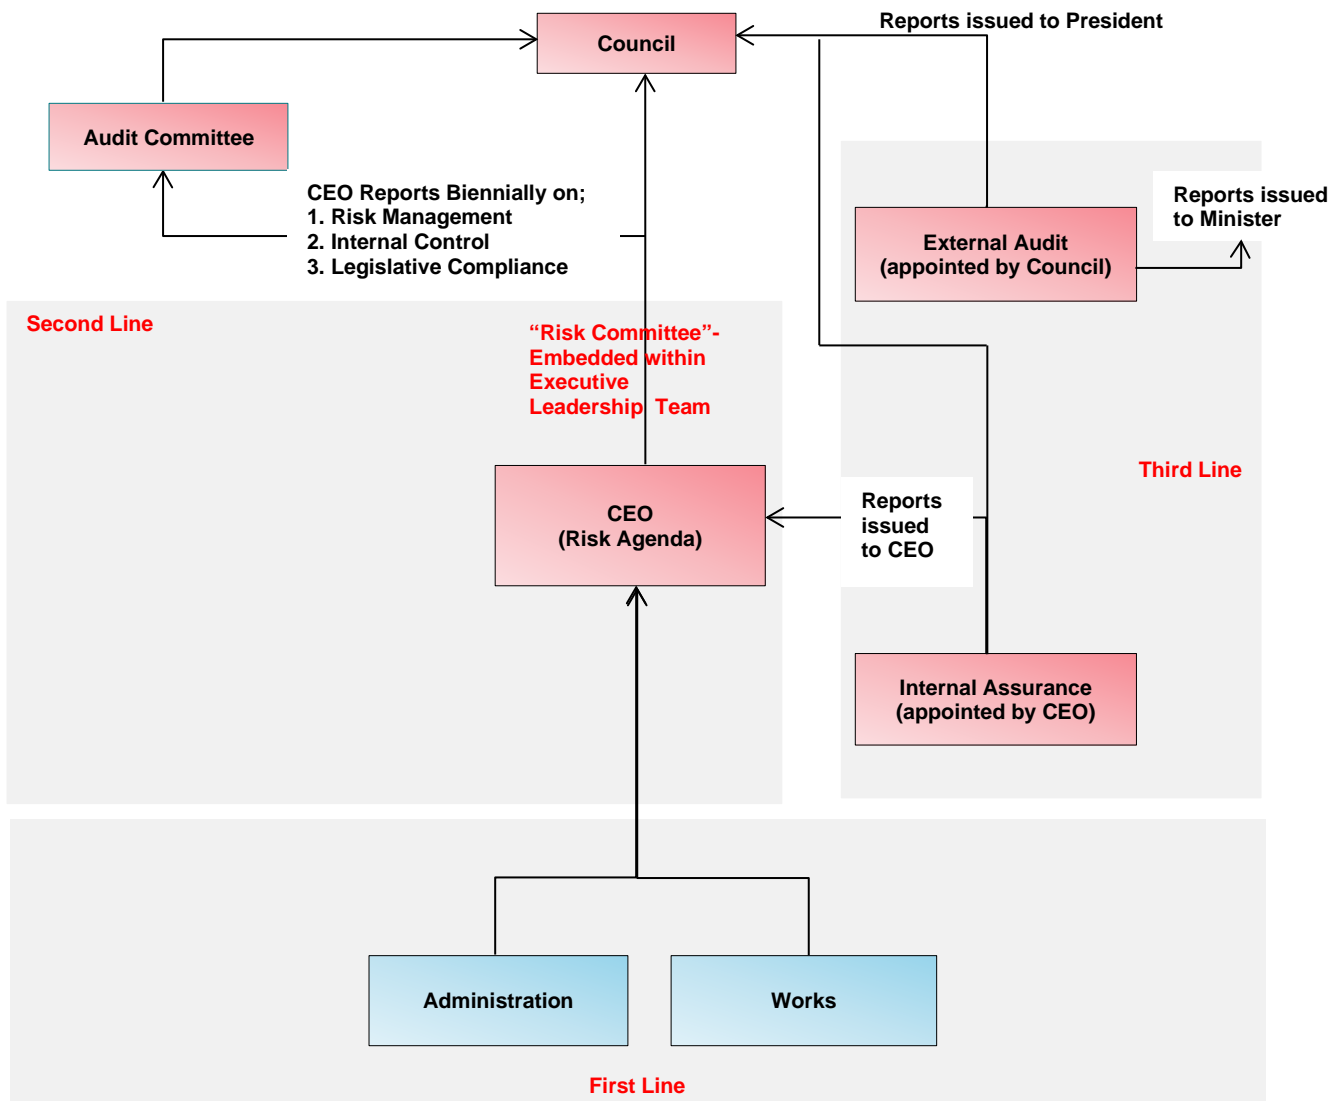 Reports issued to President
Council
Audit Committee
CEO Reports Biennially on;
1. Risk Management
2. Internal Control
3. Legislative Compliance
Reports issued
to Minister
External Audit
(appointed by Council)
Second Line
“Risk Committee”-
Embedded within
Executive
Leadership Team
Third Line
CEO
(Risk Agenda)
Reports
issued
to CEO
Internal Assurance
(appointed by CEO)
Administration
Works
First Line